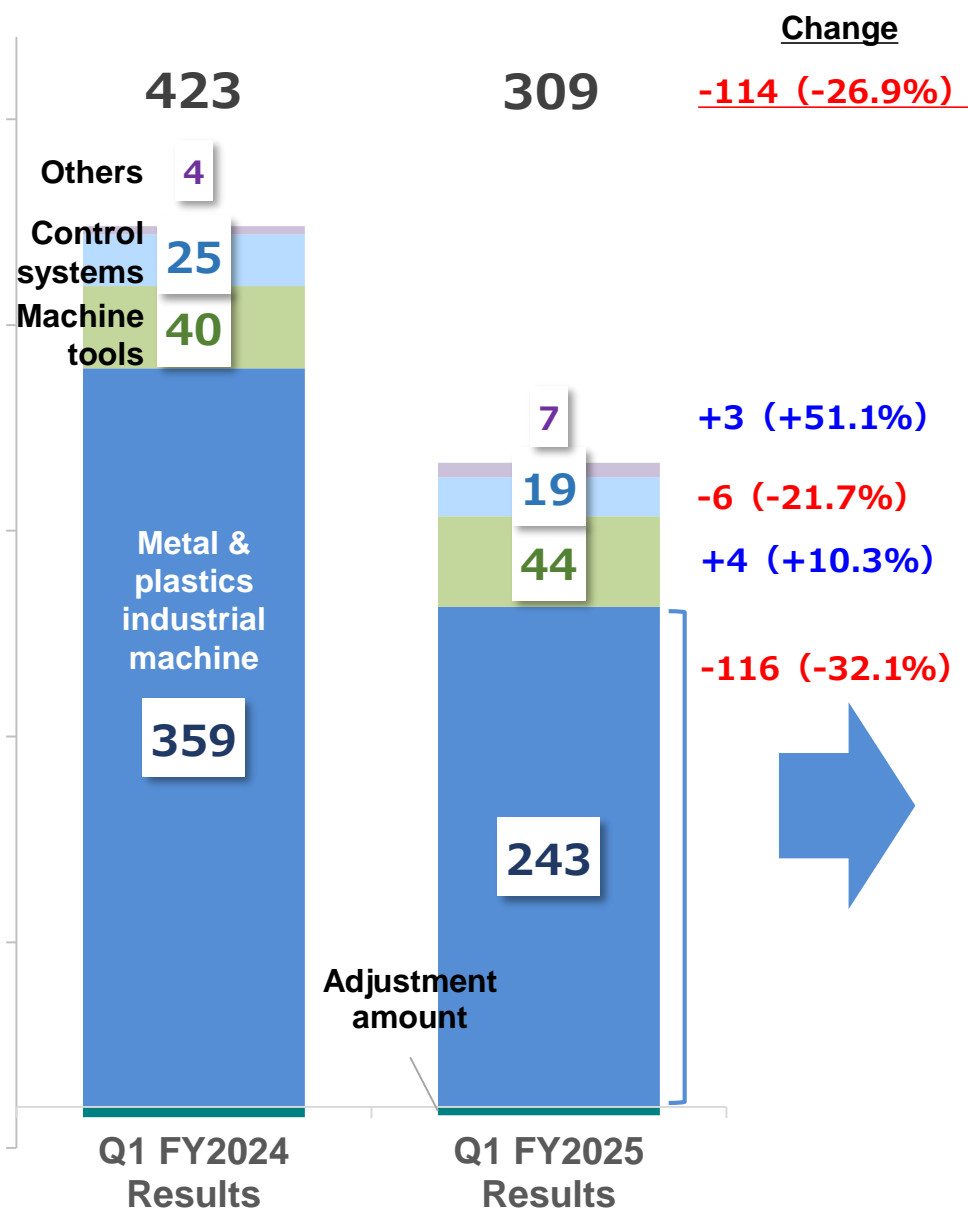 Change
423
309
-114（-26.9%）
Others
4
Control
systems
25
Machine
tools
40
7
+3（+51.1%）
19
-6（-21.7%）
44
+4（+10.3%）
Metal &
plastics
industrial
machine
359
-116（-32.1%）
243
Adjustment
amount
Q1 FY2024
Results
Q1 FY2025
Results